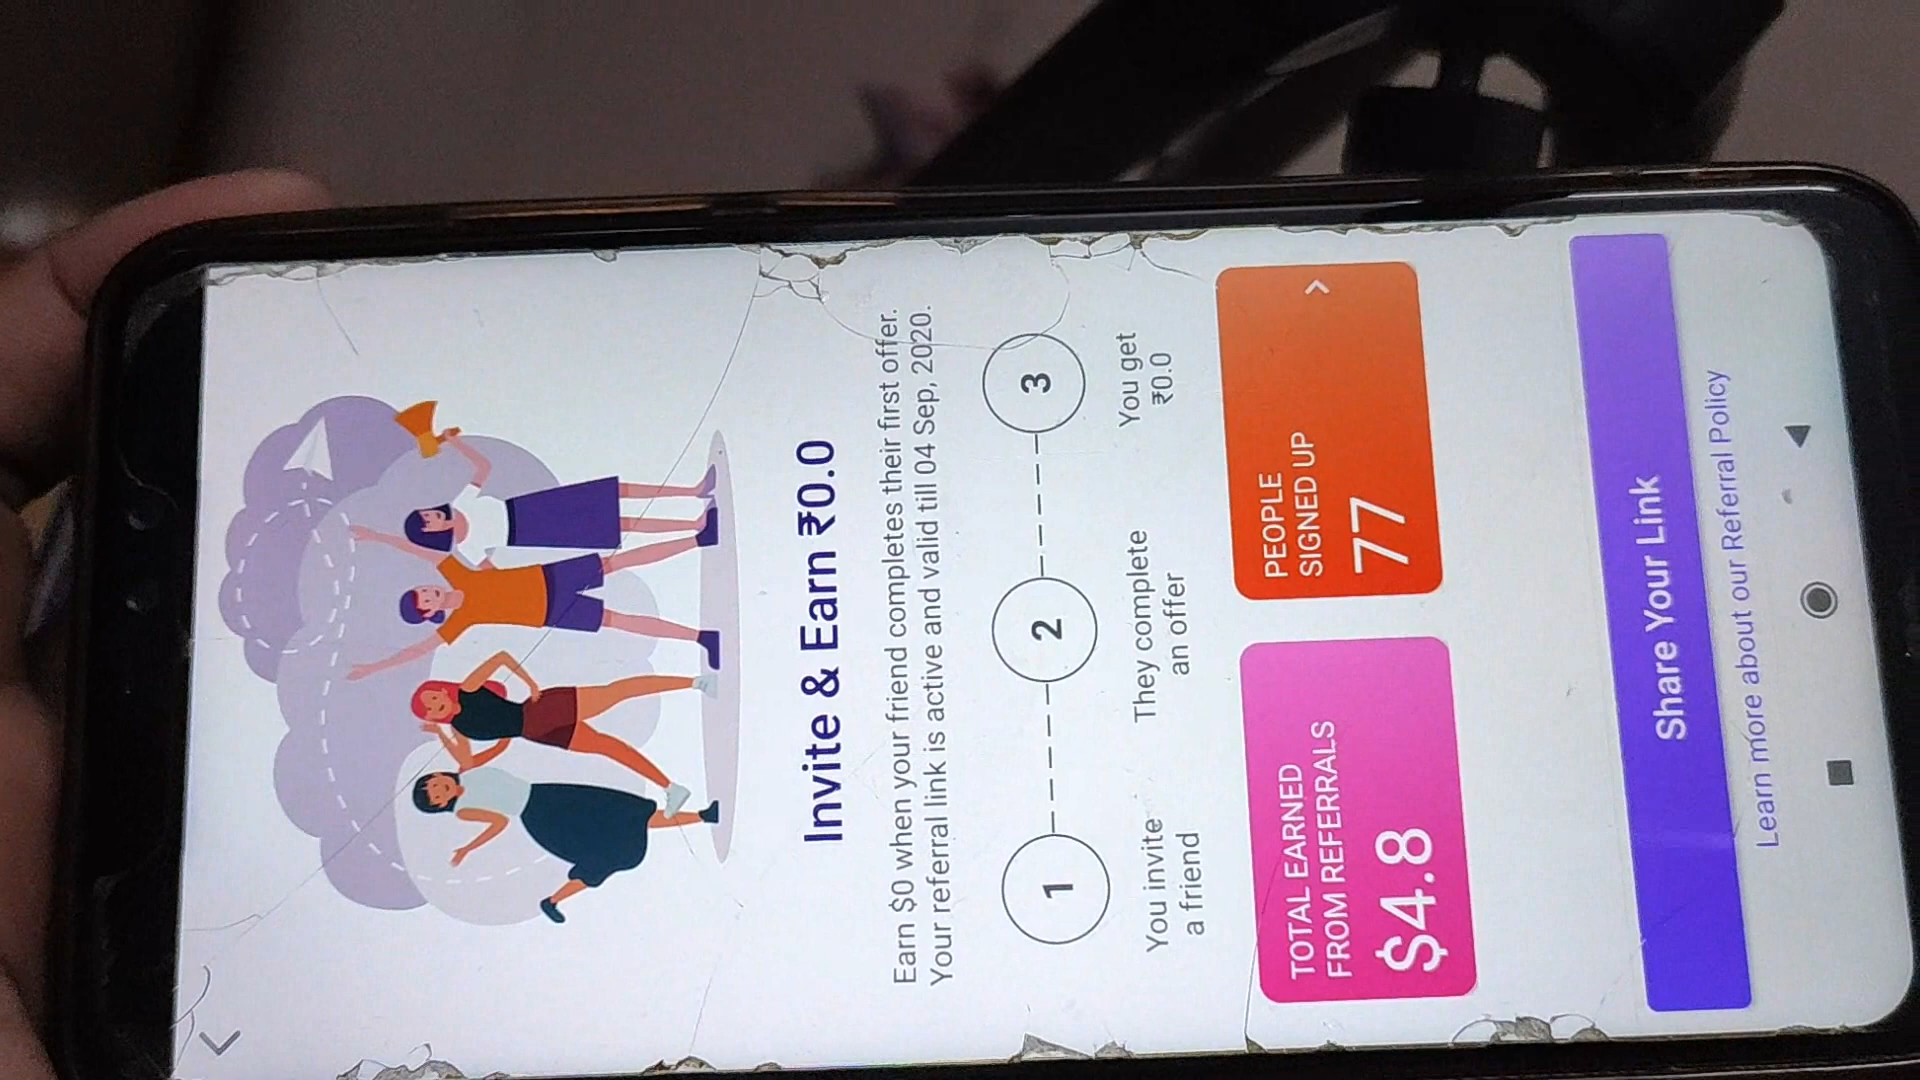 Invite & Earn ₹0.0
Earn $0 when your friend completes their first offer.
Your referral link is active and valid till 04 Sep, 2020.
1
2
3
You invite
a friend
They complete
an offer
You get
₹0.0
TOTAL EARNED
FROM REFERRALS
$4.8
PEOPLE
SIGNED UP
77
Share Your Link
Learn more about our Referral Policy